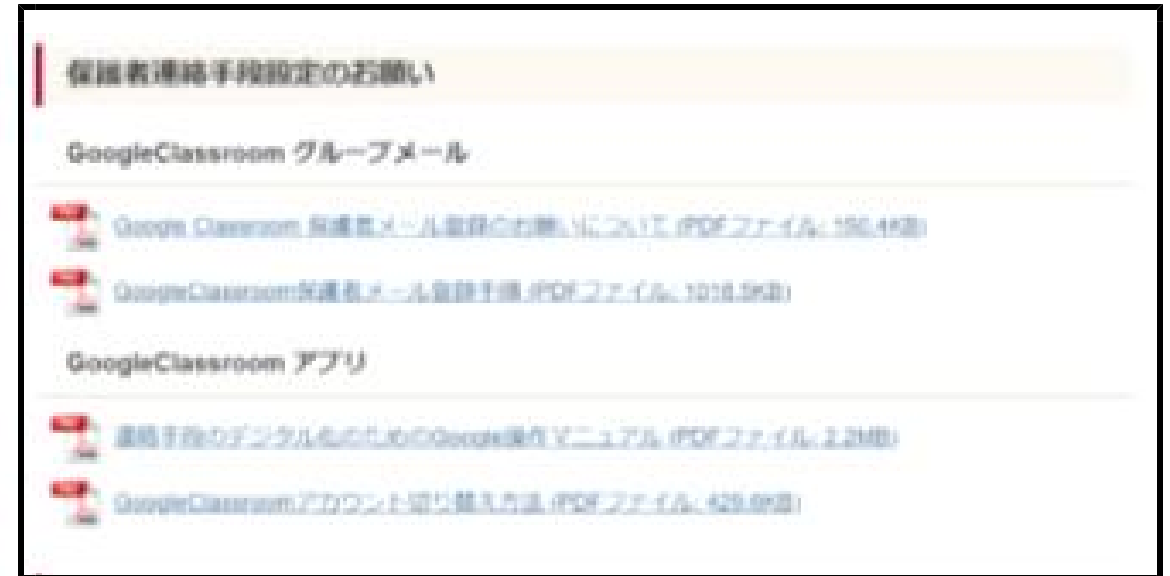 保護者連絡手段設定のお願い
GoogleClassroom グループメール
Google Classroom 保護者メール登録のお願いについて (PDFファイル: 190.4KB)
GoogleClassroom保護者メール登録手順 (PDFファイル: 1018.5KB)
GoogleClassroom アプリ
連絡手段のデジタル化のためのGoogle操作マニュアル (PDFファイル: 2.2MB)
GoogleClassroomアカウント切り替え方法 (PDFファイル: 429.6KB)